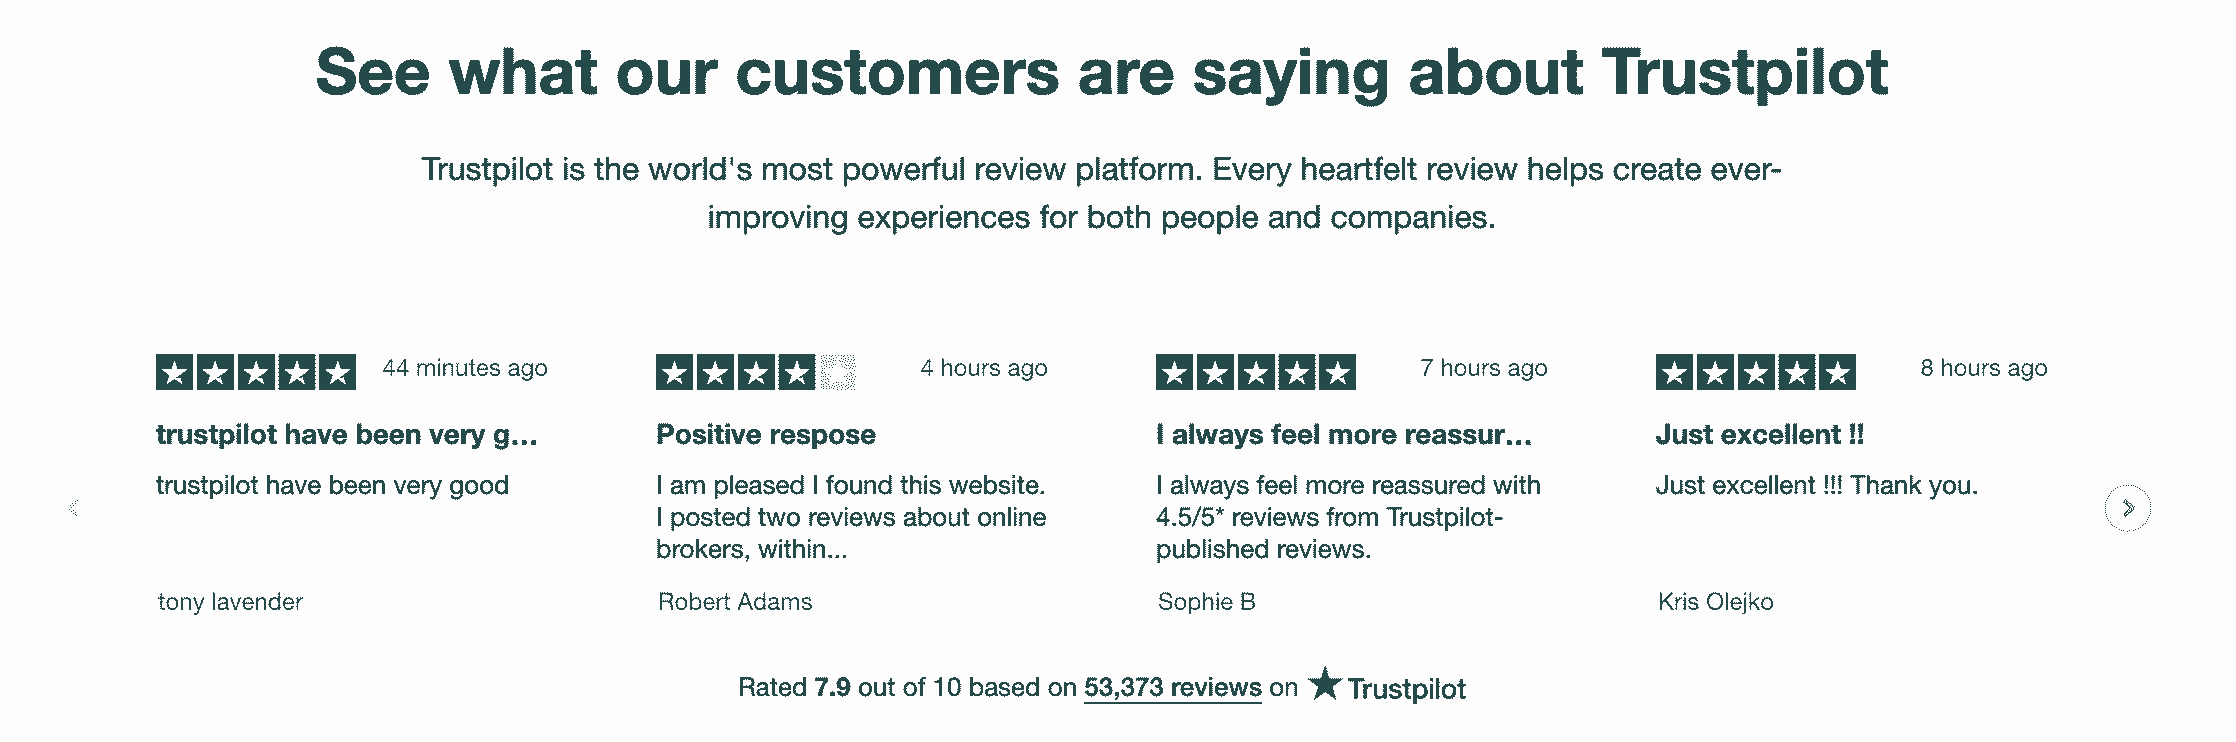 See what our customers are saying about Trustpilot
Trustpilot is the world's most powerful review platform. Every heartfelt review helps create ever-
improving experiences for both people and companies.
44 minutes ago
trustpilot have been very g...
trustpilot have been very good
tony lavender
4 hours ago
Positive respose
I am pleased I found this website.
I posted two reviews about online
brokers, within...
Robert Adams
7 hours ago
I always feel more reassur...
I always feel more reassured with
4.5/5* reviews from Trustpilot-
published reviews.
Sophie B
8 hours ago
Just excellent !!
Just excellent !!! Thank you.
Kris Olejko
Rated 7.9 out of 10 based on 53,373 reviews on Trustpilot